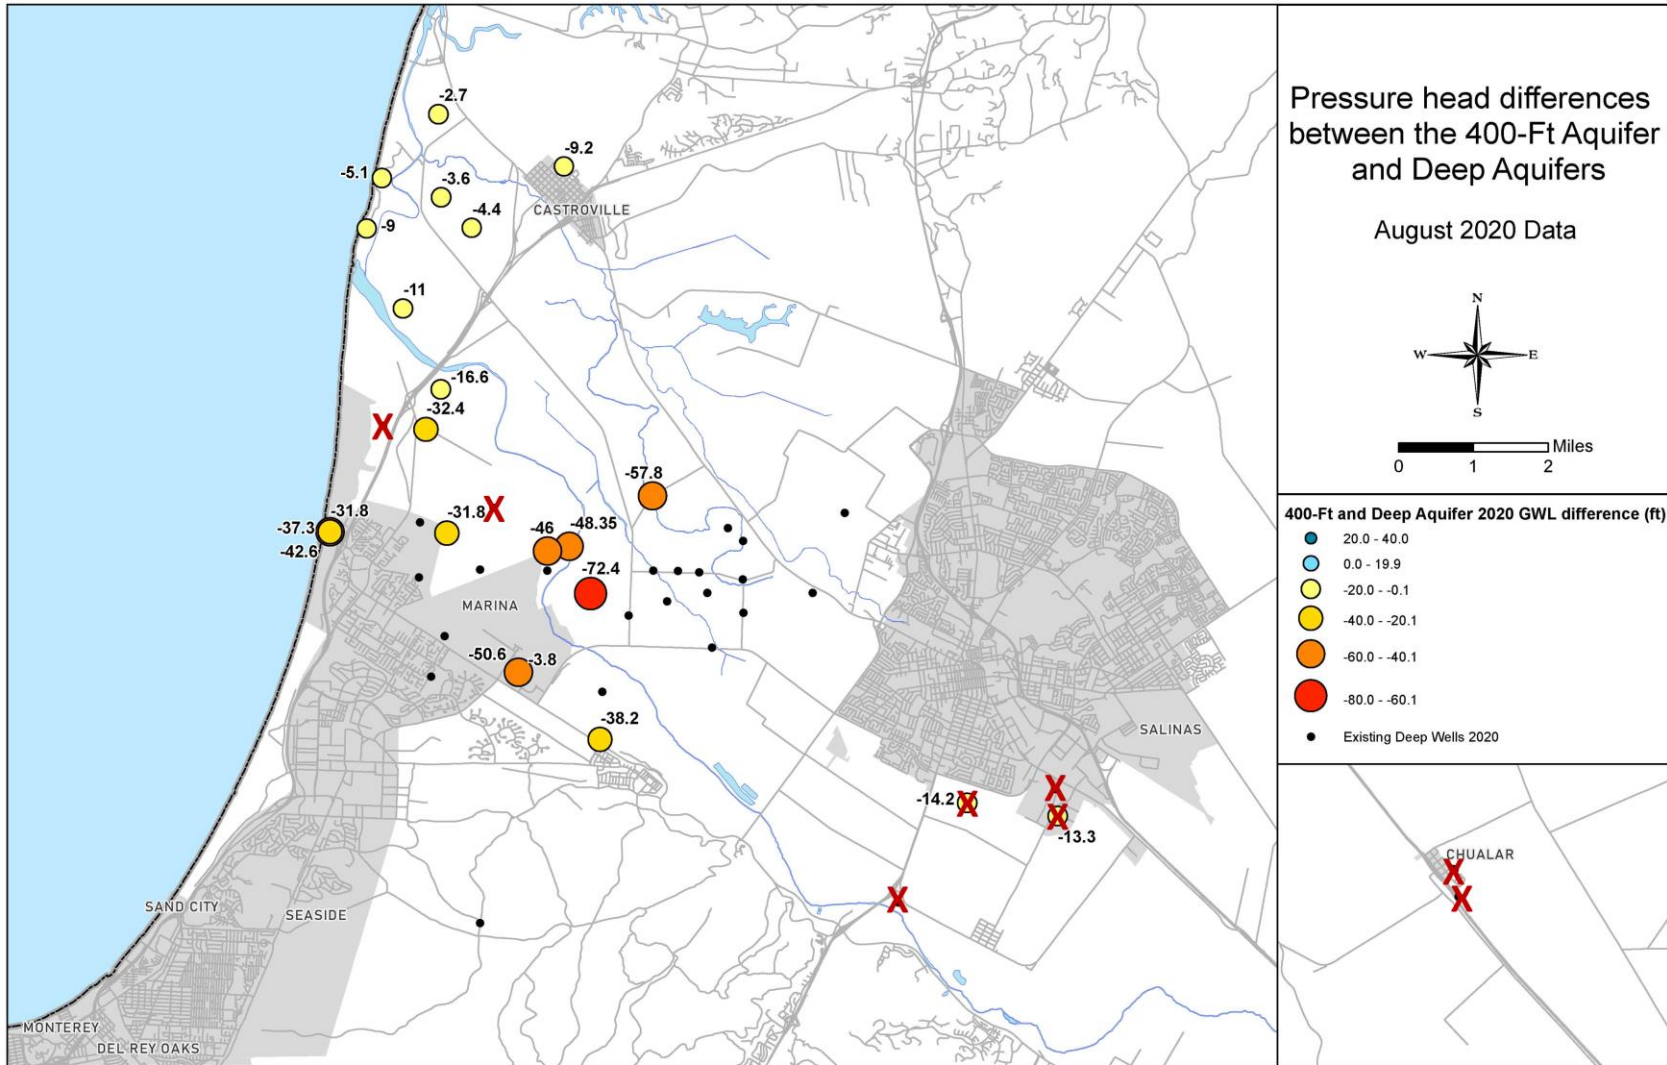 Pressure head differences
between the 400-Ft Aquifer
and Deep Aquifers
August 2020 Data
N
W
E
S
Miles
0
1
2
400-Ft and Deep Aquifer 2020 GWL difference (ft)
20.0 - 40.0
0.0 - 19.9
-20.0 - -0.1
-40.0 - -20.1
-60.0 - -40.1
-80.0 - -60.1
Existing Deep Wells 2020
-2.7
-9.2
-5.1
-3.6
-4.4
CASTROVILLE
-9
-11
-16.6
-32.4
X
-57.8
-31.8
-37.3
-42.6
-31.8
X
-46
-48.35
-72.4
MARINA
-50.6
-3.8
-38.2
SALINAS
X
-14.2
X
X
-13.3
X
SAND CITY
SEASIDE
MONTEREY
DEL REY OAKS
CHUALAR
X
X